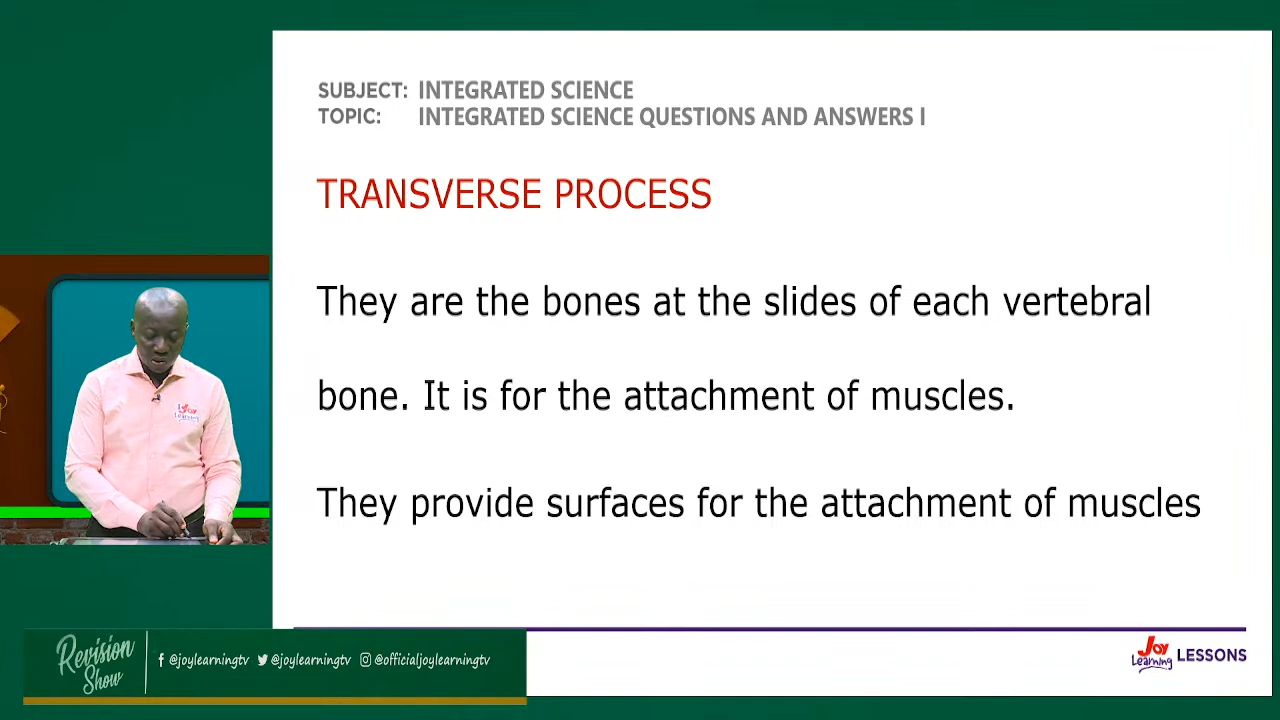 SUBJECT: INTEGRATED SCIENCE
TOPIC: INTEGRATED SCIENCE QUESTIONS AND ANSWERS I
TRANSVERSE PROCESS
They are the bones at the slides of each vertebral
bone. It is for the attachment of muscles.
They provide surfaces for the attachment of muscles
Joy Learning
Revision Show
@joylearningtv @joylearningtv @officialjoylearningtv
Joy Learning LESSONS